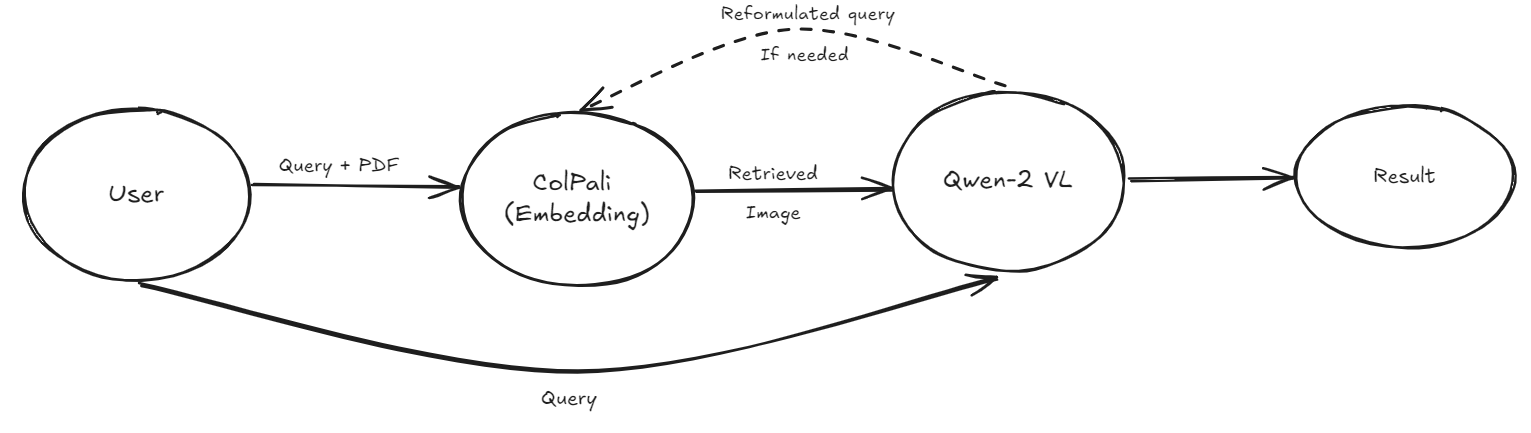 Reformulated query
If needed
User
Query + PDF
ColPali
(Embedding)
Retrieved
Image
Qwen-2 VL
Result
Query